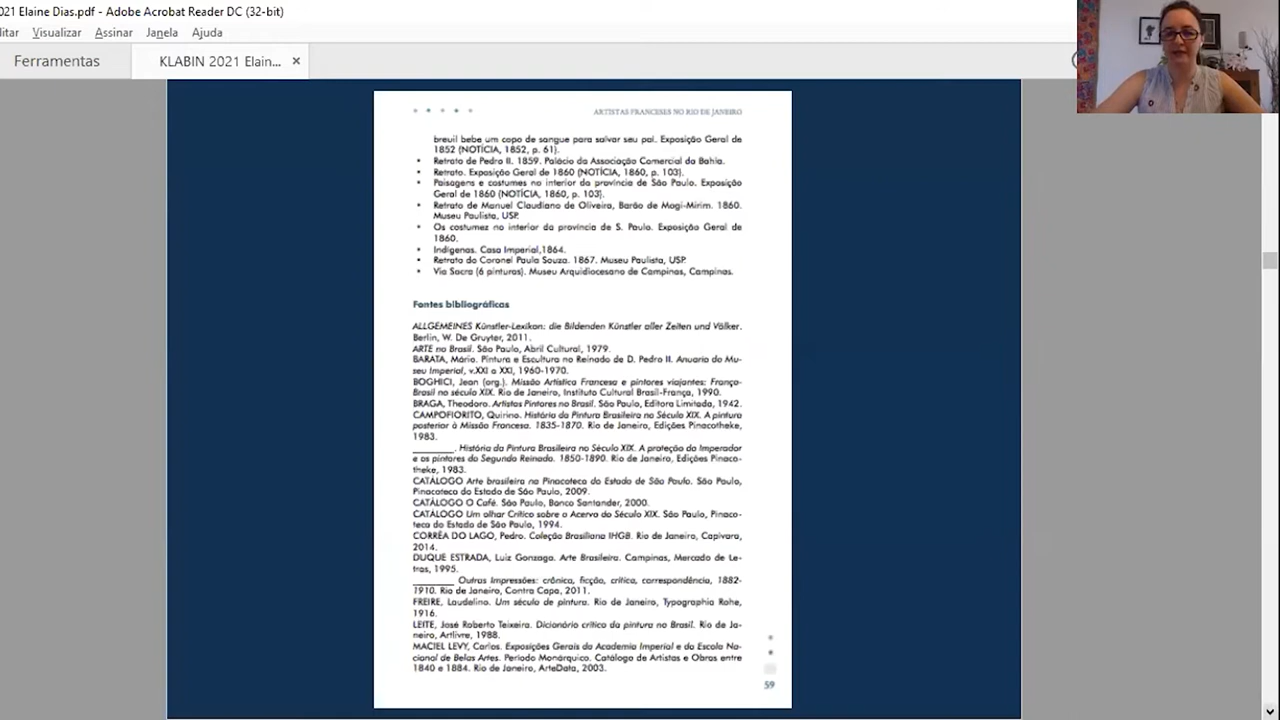 021 Elaine Dias.pdf - Adobe Acrobat Reader DC (32-bit)
litar Visualizar Assinar Janela Ajuda
Ferramentas KLABIN 2021 Elain... ×
ARTISTAS FRANCESES NO RIO DE JANEIRO
breuil bebe um copo de sangue para salvar seu pai. Exposição Geral de
1852 (NOTÍCIA, 1852, p. 61).
• Retrato de Pedro II. 1859. Palácio da Associação Comercial da Bahia.
• Retrato. Exposição Geral de 1860 (NOTÍCIA, 1860, p. 103).
• Paisagens e costumes no interior da província de São Paulo. Exposição
Geral de 1860 (NOTÍCIA, 1860, p. 103).
• Retrato de Manuel Claudiano de Oliveira, Barão de Mogi-Mirim. 1860.
Museu Paulista, USP.
• Os costumez no interior da província de S. Paulo. Exposição Geral de
1860.
• Indígenas. Casa Imperial,1864.
• Retrato do Coronel Paula Souza. 1867. Museu Paulista, USP.
• Via Sacra (6 pinturas). Museu Arquidiocesano de Campinas, Campinas.
Fontes bibliográficas
ALLGEMEINES Künstler-Lexikon: die Bildenden Künstler aller Zeiten und Völker.
Berlin, W. De Gruyter, 2011.
ARTE no Brasil. São Paulo, Abril Cultural, 1979.
BARATA, Mário. Pintura e Escultura no Reinado de D. Pedro II. Anuario do Mu-
seu Imperial, v.XXI a XXI, 1960-1970.
BOGHICI, Jean (org.). Missão Artística Francesa e pintores viajantes: França-
Brasil no século XIX. Rio de Janeiro, Instituto Cultural Brasil-França, 1990.
BRAGA, Theodoro. Artistas Pintores no Brasil. São Paulo, Editora Limitada, 1942.
CAMPOFIORITO, Quirino. História da Pintura Brasileira no Século XIX. A pintura
posterior à Missão Francesa. 1835-1870. Rio de Janeiro, Edições Pinacotheke,
1983.
________. História da Pintura Brasileira no Século XIX. A proteção do Imperador
e os pintores do Segundo Reinado. 1850-1890. Rio de Janeiro, Edições Pinaco-
theke, 1983.
CATÁLOGO Arte brasileira na Pinacoteca do Estado de São Paulo. São Paulo,
Pinacoteca do Estado de São Paulo, 2009.
CATÁLOGO O Café. São Paulo, Banco Santander, 2000.
CATÁLOGO Um olhar Crítico sobre o Acervo do Século XIX. São Paulo, Pinaco-
teca do Estado de São Paulo, 1994.
CORRÊA DO LAGO, Pedro. Coleção Brasiliana IHGB. Rio de Janeiro, Capivara,
2014.
DUQUE ESTRADA, Luiz Gonzaga. Arte Brasileira. Campinas, Mercado de Le-
tras, 1995.
________ Outras Impressões: crônica, ficção, crítica, correspondência, 1882-
1910. Rio de Janeiro, Contra Capa, 2011.
FREIRE, Laudelino. Um século de pintura. Rio de Janeiro, Typographia Rohe,
1916.
LEITE, José Roberto Teixeira. Dicionário crítico da pintura no Brasil. Rio de Ja-
neiro, Artlivre, 1988.
MACIEL LEVY, Carlos. Exposições Gerais da Academia Imperial e da Escola Na-
cional de Belas Artes. Período Monárquico. Catálogo de Artistas e Obras entre
1840 e 1884. Rio de Janeiro, ArteData, 2003.
59